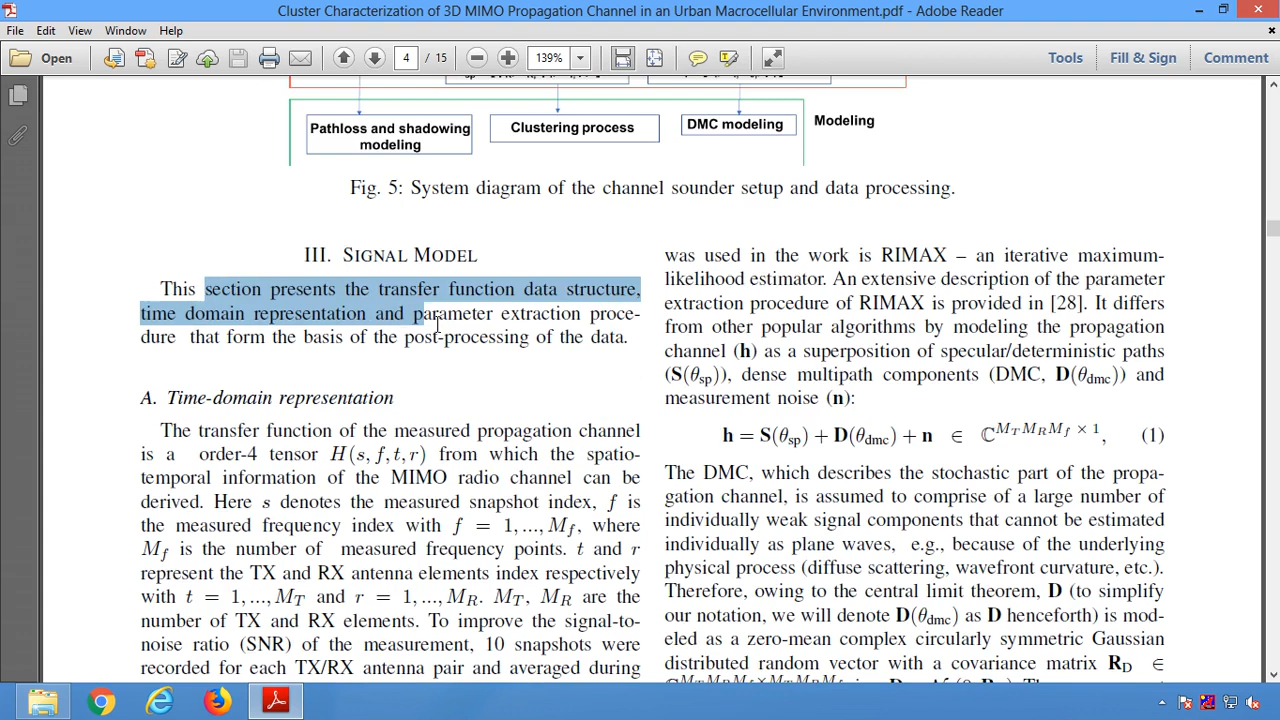 Cluster Characterization of 3D MIMO Propagation Channel in an Urban Macrocellular Environment.pdf - Adobe Reader
File Edit View Window Help
Open 4 / 15 139% Tools Fill & Sign Comment
Pathloss and shadowing
modeling
Clustering process
DMC modeling
Modeling
Fig. 5: System diagram of the channel sounder setup and data processing.
III. SIGNAL MODEL
This section presents the transfer function data structure,
time domain representation and parameter extraction proce-
dure that form the basis of the post-processing of the data.
A. Time-domain representation
The transfer function of the measured propagation channel
is a order-4 tensor H(s, f, t, r) from which the spatio-
temporal information of the MIMO radio channel can be
derived. Here s denotes the measured snapshot index, f is
the measured frequency index with f = 1, ..., M_f, where
M_f is the number of measured frequency points. t and r
represent the TX and RX antenna elements index respectively
with t = 1, ..., M_T and r = 1, ..., M_R. M_T, M_R are the
number of TX and RX elements. To improve the signal-to-
noise ratio (SNR) of the measurement, 10 snapshots were
recorded for each TX/RX antenna pair and averaged during
was used in the work is RIMAX – an iterative maximum-
likelihood estimator. An extensive description of the parameter
extraction procedure of RIMAX is provided in [28]. It differs
from other popular algorithms by modeling the propagation
channel (h) as a superposition of specular/deterministic paths
(S(θ_sp)), dense multipath components (DMC, D(θ_dmc)) and
measurement noise (n):
h = S(θ_sp) + D(θ_dmc) + n ∈ ℂ^{M_T M_R M_f × 1}, (1)
The DMC, which describes the stochastic part of the propa-
gation channel, is assumed to comprise of a large number of
individually weak signal components that cannot be estimated
individually as plane waves, e.g., because of the underlying
physical process (diffuse scattering, wavefront curvature, etc.).
Therefore, owing to the central limit theorem, D (to simplify
our notation, we will denote D(θ_dmc) as D henceforth) is mod-
eled as a zero-mean complex circularly symmetric Gaussian
distributed random vector with a covariance matrix R_D ∈